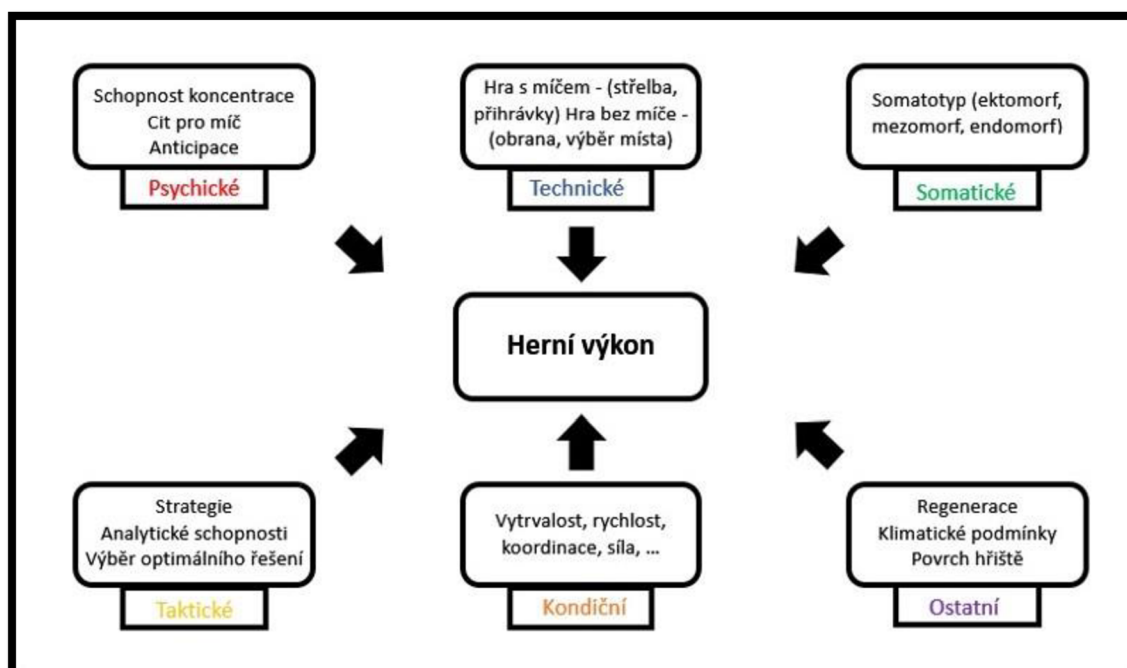 Schopnost koncentrace
Cit pro míč
Anticipace
Psychické
Hra s míčem - (střelba,
přihrávky) Hra bez míče -
(obrana, výběr místa)
Technické
Somatotyp (ektomorf,
mezomorf, endomorf)
Somatické
Herní výkon
Strategie
Analytické schopnosti
Výběr optimálního řešení
Taktické
Vytrvalost, rychlost,
koordinace, síla, ...
Kondiční
Regenerace
Klimatické podmínky
Povrch hřiště
Ostatní